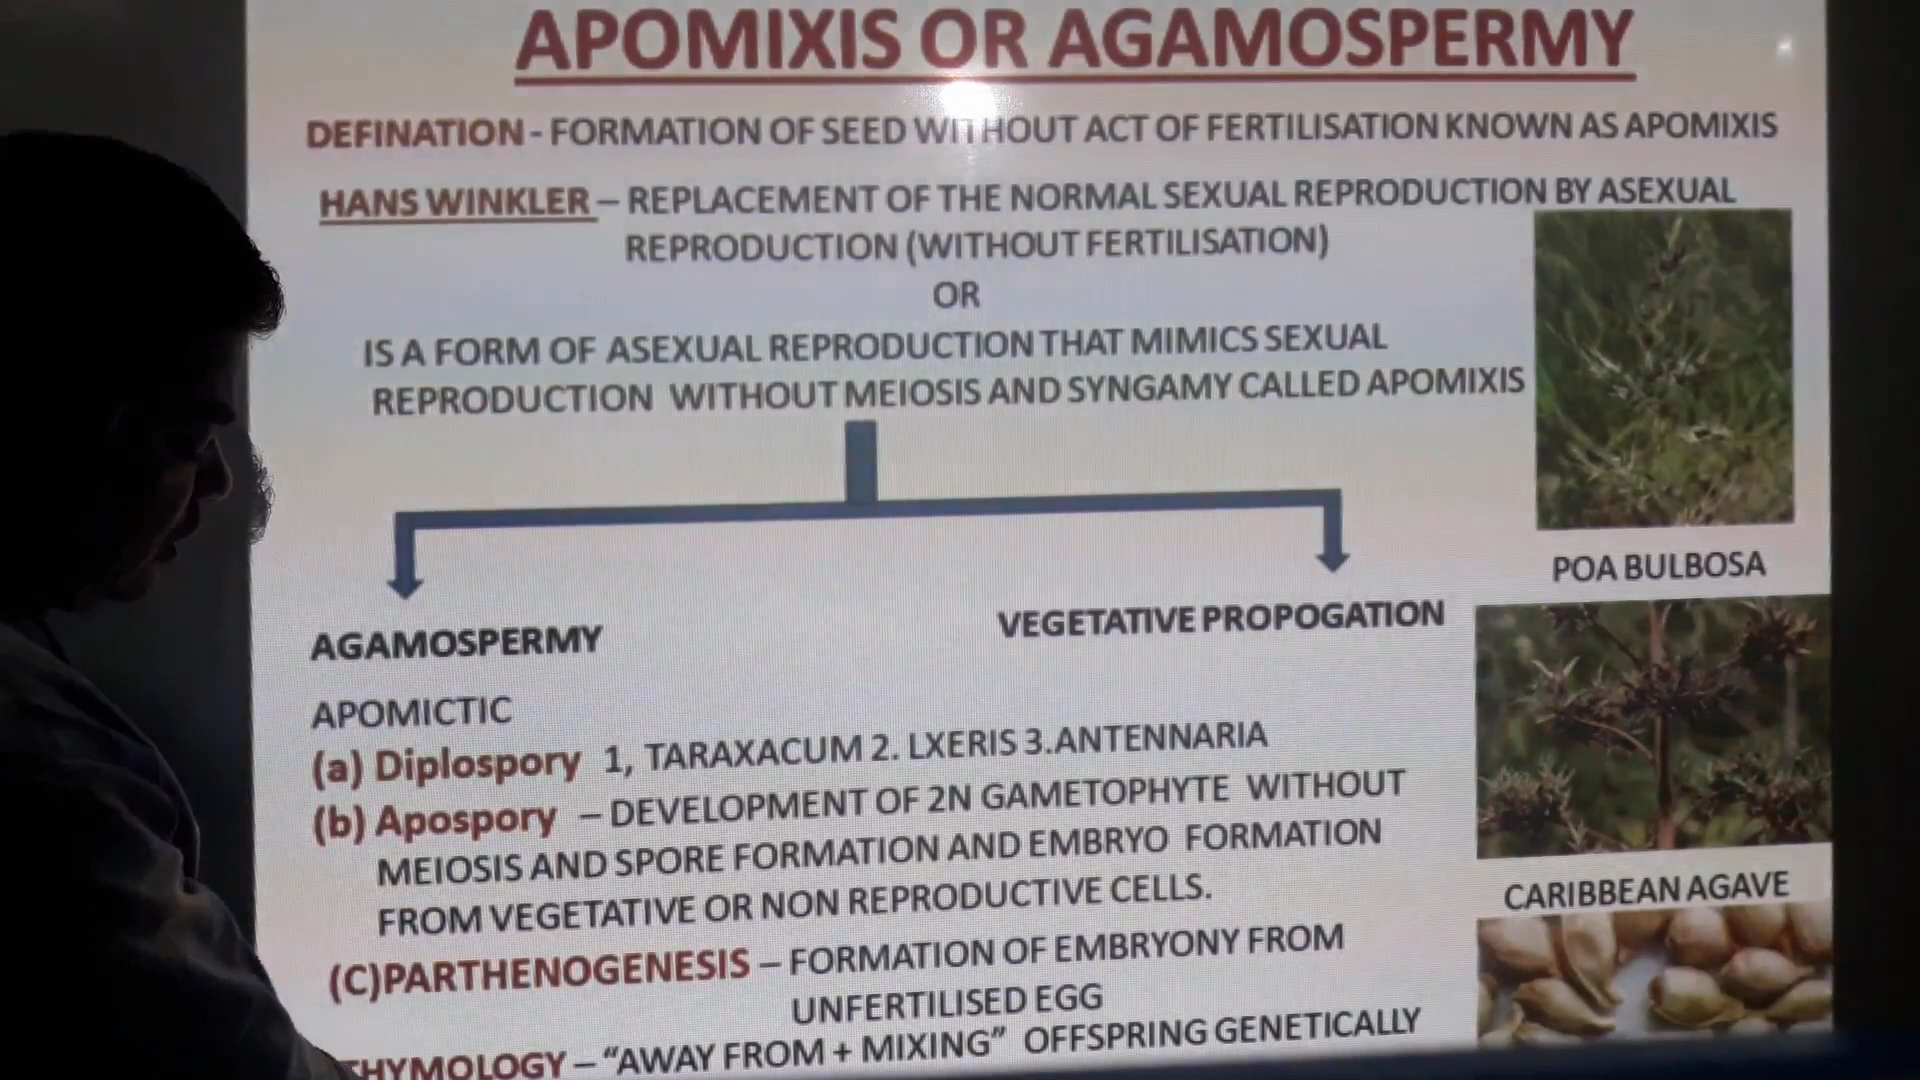 APOMIXIS OR AGAMOSPERMY
DEFINATION - FORMATION OF SEED WITHOUT ACT OF FERTILISATION KNOWN AS APOMIXIS
HANS WINKLER – REPLACEMENT OF THE NORMAL SEXUAL REPRODUCTION BY ASEXUAL
REPRODUCTION (WITHOUT FERTILISATION)
OR
IS A FORM OF ASEXUAL REPRODUCTION THAT MIMICS SEXUAL
REPRODUCTION WITHOUT MEIOSIS AND SYNGAMY CALLED APOMIXIS
POA BULBOSA
AGAMOSPERMY
VEGETATIVE PROPOGATION
APOMICTIC
(a) Diplospory 1, TARAXACUM 2. LXERIS 3.ANTENNARIA
(b) Apospory – DEVELOPMENT OF 2N GAMETOPHYTE WITHOUT
MEIOSIS AND SPORE FORMATION AND EMBRYO FORMATION
FROM VEGETATIVE OR NON REPRODUCTIVE CELLS.
CARIBBEAN AGAVE
(C)PARTHENOGENESIS – FORMATION OF EMBRYONY FROM
UNFERTILISED EGG
THYMOLOGY – “AWAY FROM + MIXING” OFFSPRING GENETICALLY